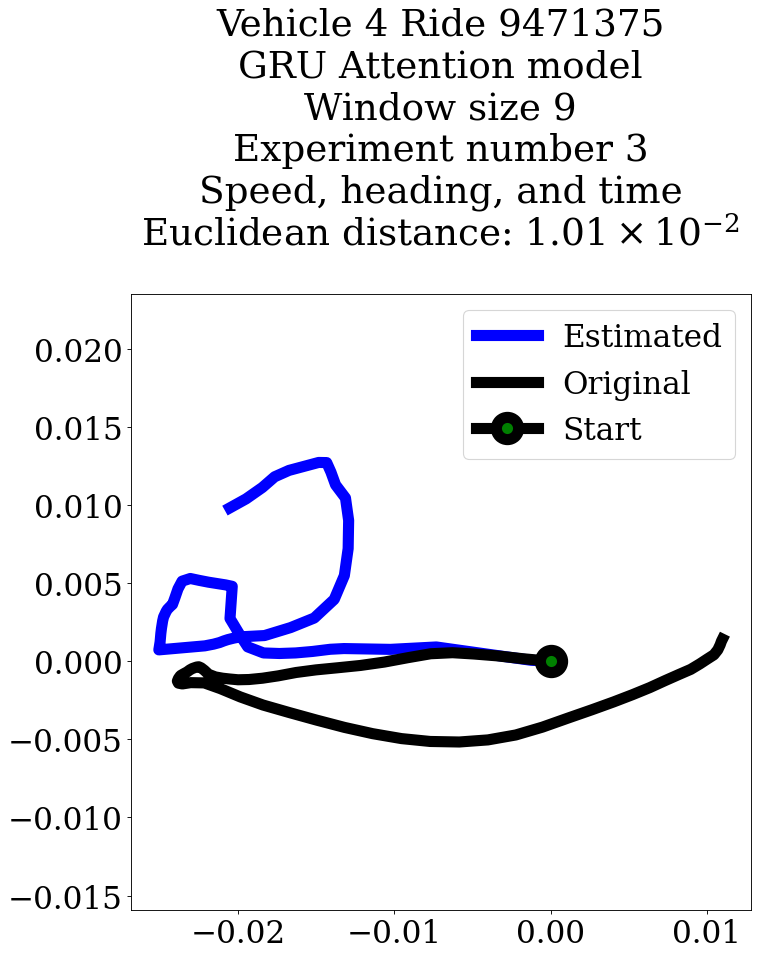 Vehicle 4 Ride 9471375
GRU Attention model
Window size 9
Experiment number 3
Speed, heading, and time
Euclidean distance: 1.01 × 10⁻²
Estimated
Original
Start
0.020
0.015
0.010
0.005
0.000
−0.005
−0.010
−0.015
−0.02 −0.01 0.00 0.01